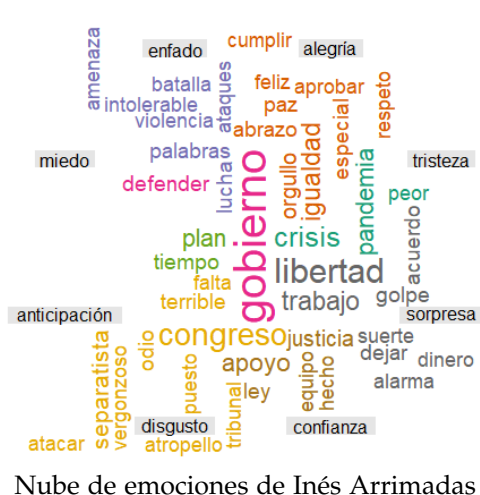 amenaza
enfado
cumplir
alegría
batalla
ataques
feliz
aprobar
respeto
intolerable
paz
especial
violencia
abrazo
palabras
lucha
orgullo
igualdad
pandemia
miedo
tristeza
defender
gobierno
peor
plan
crisis
acuerdo
tiempo
libertad
falta
terrible
trabajo
golpe
anticipación
sorpresa
separatista
vergonzoso
odio
congreso
justicia
suerte
dejar
dinero
puesto
apoyo
equipo
hecho
alarma
tribunal
ley
disgusto
confianza
atacar
atropello
Nube de emociones de Inés Arrimadas